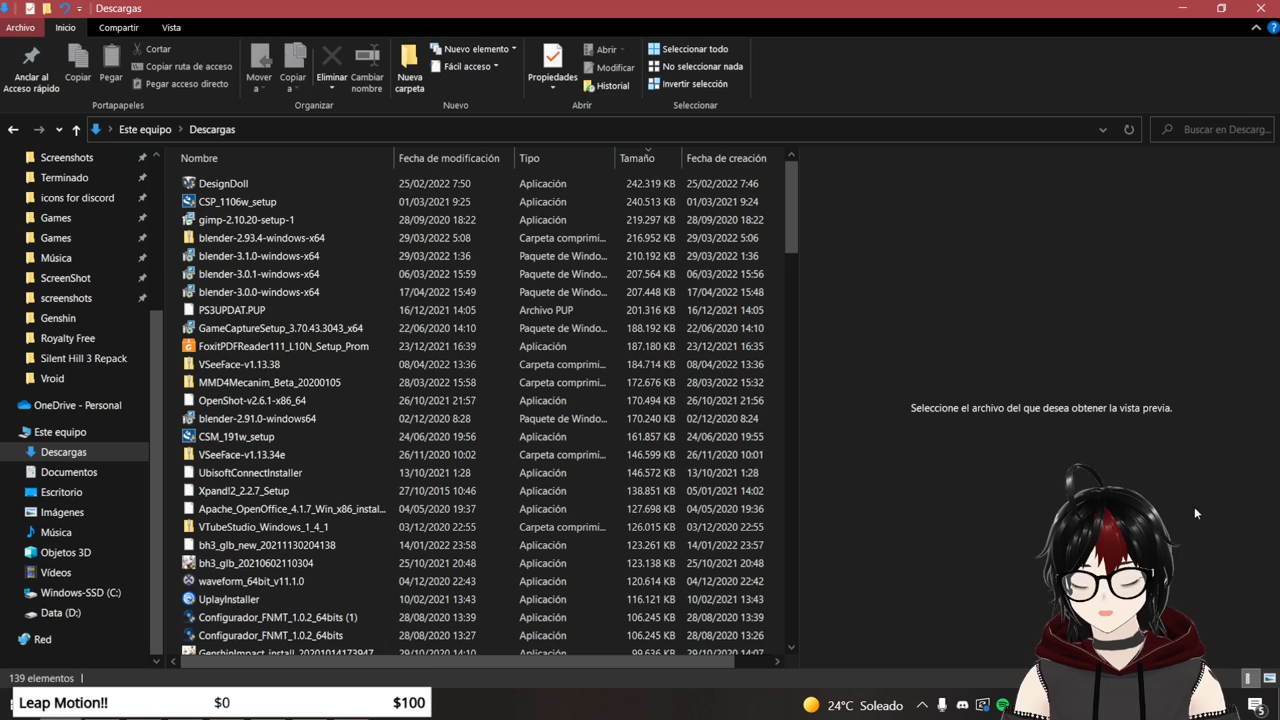 Descargas
Archivo Inicio Compartir Vista
Anclar al Acceso rápido
Copiar
Pegar
Cortar
Copiar ruta de acceso
Pegar acceso directo
Portapapeles
Mover a
Copiar a
Eliminar
Cambiar nombre
Organizar
Nueva carpeta
Nuevo elemento
Fácil acceso
Nuevo
Propiedades
Abrir
Modificar
Historial
Abrir
Seleccionar todo
No seleccionar nada
Invertir selección
Seleccionar
Este equipo > Descargas
Buscar en Descarg...
Screenshots
Terminado
icons for discord
Games
Games
Música
ScreenShot
screenshots
Genshin
Royalty Free
Silent Hill 3 Repack
Vroid
OneDrive - Personal
Este equipo
Descargas
Documentos
Escritorio
Imágenes
Música
Objetos 3D
Vídeos
Windows-SSD (C:)
Data (D:)
Red
Nombre Fecha de modificación Tipo Tamaño Fecha de creación
DesignDoll 25/02/2022 7:50 Aplicación 242.319 KB 25/02/2022 7:46
CSP_1106w_setup 01/03/2021 9:25 Aplicación 240.513 KB 01/03/2021 9:24
gimp-2.10.20-setup-1 28/09/2020 18:22 Aplicación 219.297 KB 28/09/2020 18:22
blender-2.93.4-windows-x64 29/03/2022 5:08 Carpeta comprimi... 216.952 KB 29/03/2022 5:06
blender-3.1.0-windows-x64 29/03/2022 1:36 Paquete de Windo... 210.192 KB 29/03/2022 1:36
blender-3.0.1-windows-x64 06/03/2022 15:59 Paquete de Windo... 207.564 KB 06/03/2022 15:56
blender-3.0.0-windows-x64 17/04/2022 15:49 Paquete de Windo... 207.448 KB 17/04/2022 15:48
PS3UPDAT.PUP 16/12/2021 14:05 Archivo PUP 201.316 KB 16/12/2021 14:05
GameCaptureSetup_3.70.43.3043_x64 22/06/2020 14:10 Paquete de Windo... 188.192 KB 22/06/2020 14:10
FoxitPDFReader111_L10N_Setup_Prom 23/12/2021 16:39 Aplicación 187.180 KB 23/12/2021 16:35
VSeeFace-v1.13.38 08/04/2022 13:36 Carpeta comprimi... 184.714 KB 08/04/2022 13:36
MMD4Mecanim_Beta_20200105 28/03/2022 15:58 Carpeta comprimi... 172.676 KB 28/03/2022 15:32
OpenShot-v2.6.1-x86_64 26/10/2021 21:57 Aplicación 170.494 KB 26/10/2021 21:56
blender-2.91.0-windows64 02/12/2020 8:28 Paquete de Windo... 170.240 KB 02/12/2020 8:24
CSM_191w_setup 24/06/2020 19:56 Aplicación 161.857 KB 24/06/2020 19:55
VSeeFace-v1.13.34e 26/11/2020 10:02 Carpeta comprimi... 146.599 KB 26/11/2020 10:01
UbisoftConnectInstaller 13/10/2021 1:28 Aplicación 146.572 KB 13/10/2021 1:28
Xpand!2_2.2.7_Setup 27/10/2015 10:46 Aplicación 138.851 KB 05/01/2021 14:02
Apache_OpenOffice_4.1.7_Win_x86_instal... 04/05/2020 19:37 Aplicación 127.698 KB 04/05/2020 19:36
VTubeStudio_Windows_1_4_1 03/12/2020 22:55 Carpeta comprimi... 126.015 KB 03/12/2020 22:55
bh3_glb_new_20211130204138 14/01/2022 23:58 Aplicación 123.261 KB 14/01/2022 23:57
bh3_glb_20210602110304 25/10/2021 20:48 Aplicación 123.138 KB 25/10/2021 20:48
waveform_64bit_v11.1.0 04/12/2020 22:43 Aplicación 120.614 KB 04/12/2020 22:42
UplayInstaller 10/02/2021 13:43 Aplicación 116.121 KB 10/02/2021 13:43
Configurador_FNMT_1.0.2_64bits (1) 28/08/2020 13:39 Aplicación 106.245 KB 28/08/2020 13:39
Configurador_FNMT_1.0.2_64bits 28/08/2020 13:27 Aplicación 106.245 KB 28/08/2020 13:26
GenshinImpact_install_20201014173947 29/10/2020 14:10 Aplicación 99.636 KB 29/10/2020 14:07
Seleccione el archivo del que desea obtener la vista previa.
139 elementos
Leap Motion!! $0 $100
24°C Soleado